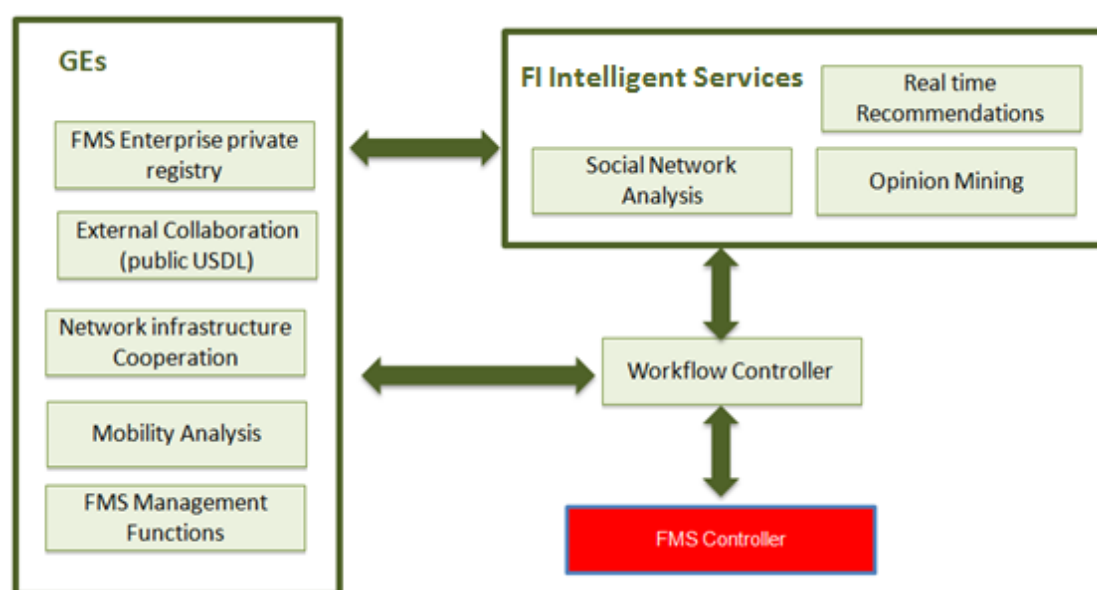 GEs
FMS Enterprise private
registry
External Collaboration
(public USDL)
Network infrastructure
Cooperation
Mobility Analysis
FMS Management
Functions
FI Intelligent Services
Real time
Recommendations
Social Network
Analysis
Opinion Mining
Workflow Controller
FMS Controller